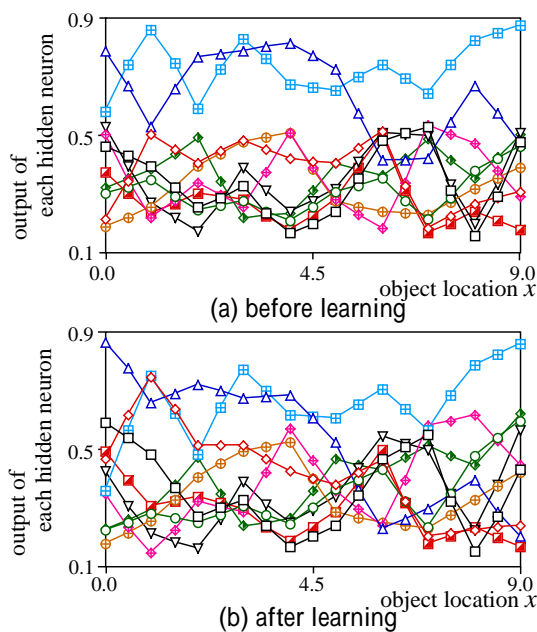 0.9
0.5
0.1
output of
each hidden neuron
0.0
4.5
9.0
object location x
(a) before learning
0.9
0.5
0.1
output of
each hidden neuron
0.0
4.5
9.0
object location x
(b) after learning